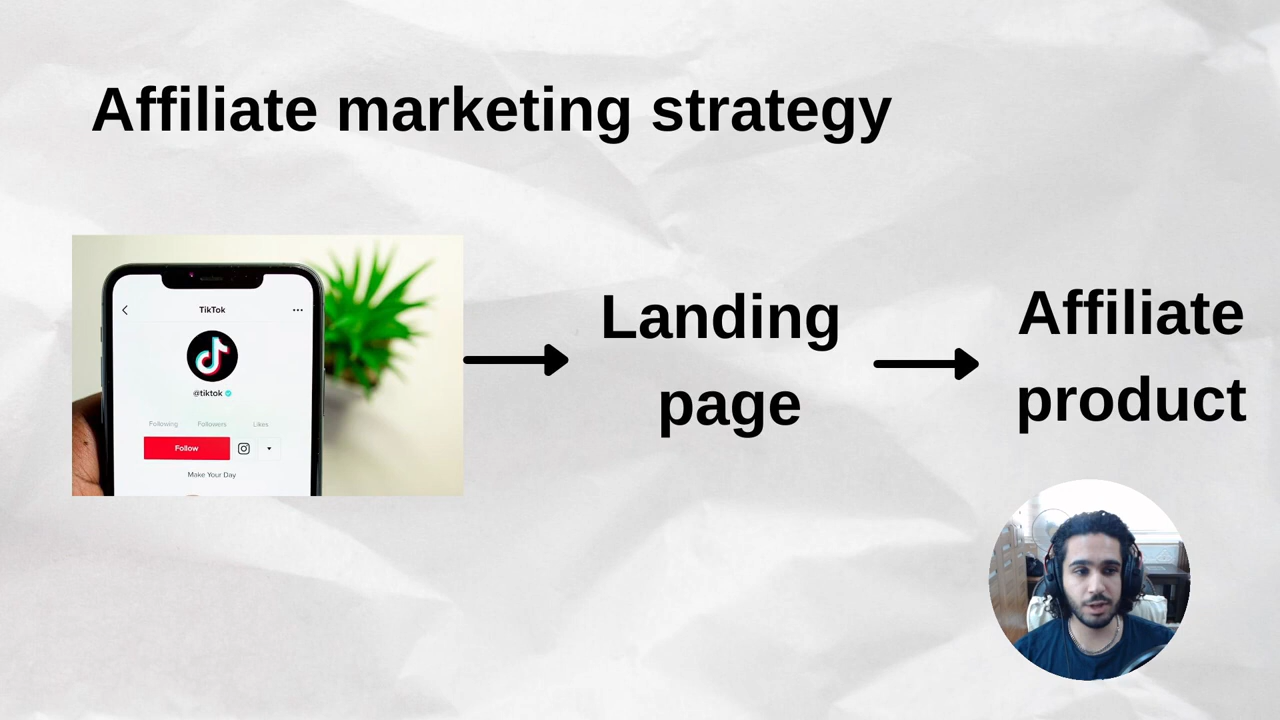 Affiliate marketing strategy
TikTok
@tiktok
Following Followers Likes
Follow
Make Your Day
Landing
page
Affiliate
product